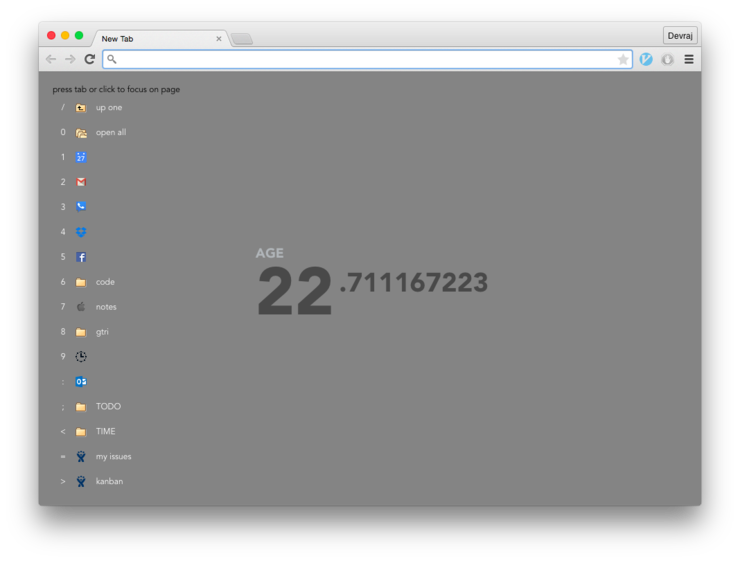 New Tab
Devraj
press tab or click to focus on page
/ up one
0 open all
1 27
2
3
4
5 f
6 code
7 notes
8 gtri
9
: o
; TODO
< TIME
= my issues
> kanban
AGE
22.711167223